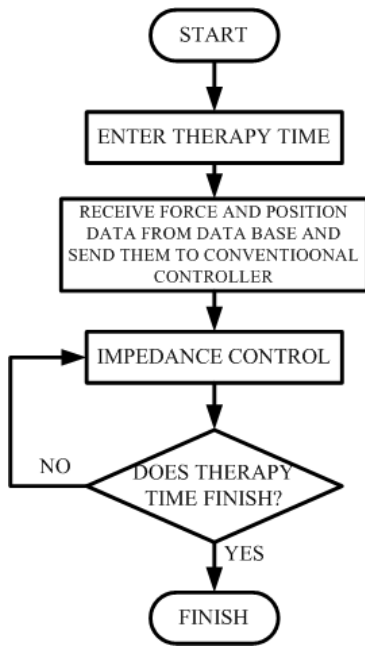 START
ENTER THERAPY TIME
RECEIVE FORCE AND POSITION
DATA FROM DATA BASE AND
SEND THEM TO CONVENTIOONAL
CONTROLLER
IMPEDANCE CONTROL
DOES THERAPY
TIME FINISH?
NO
YES
FINISH